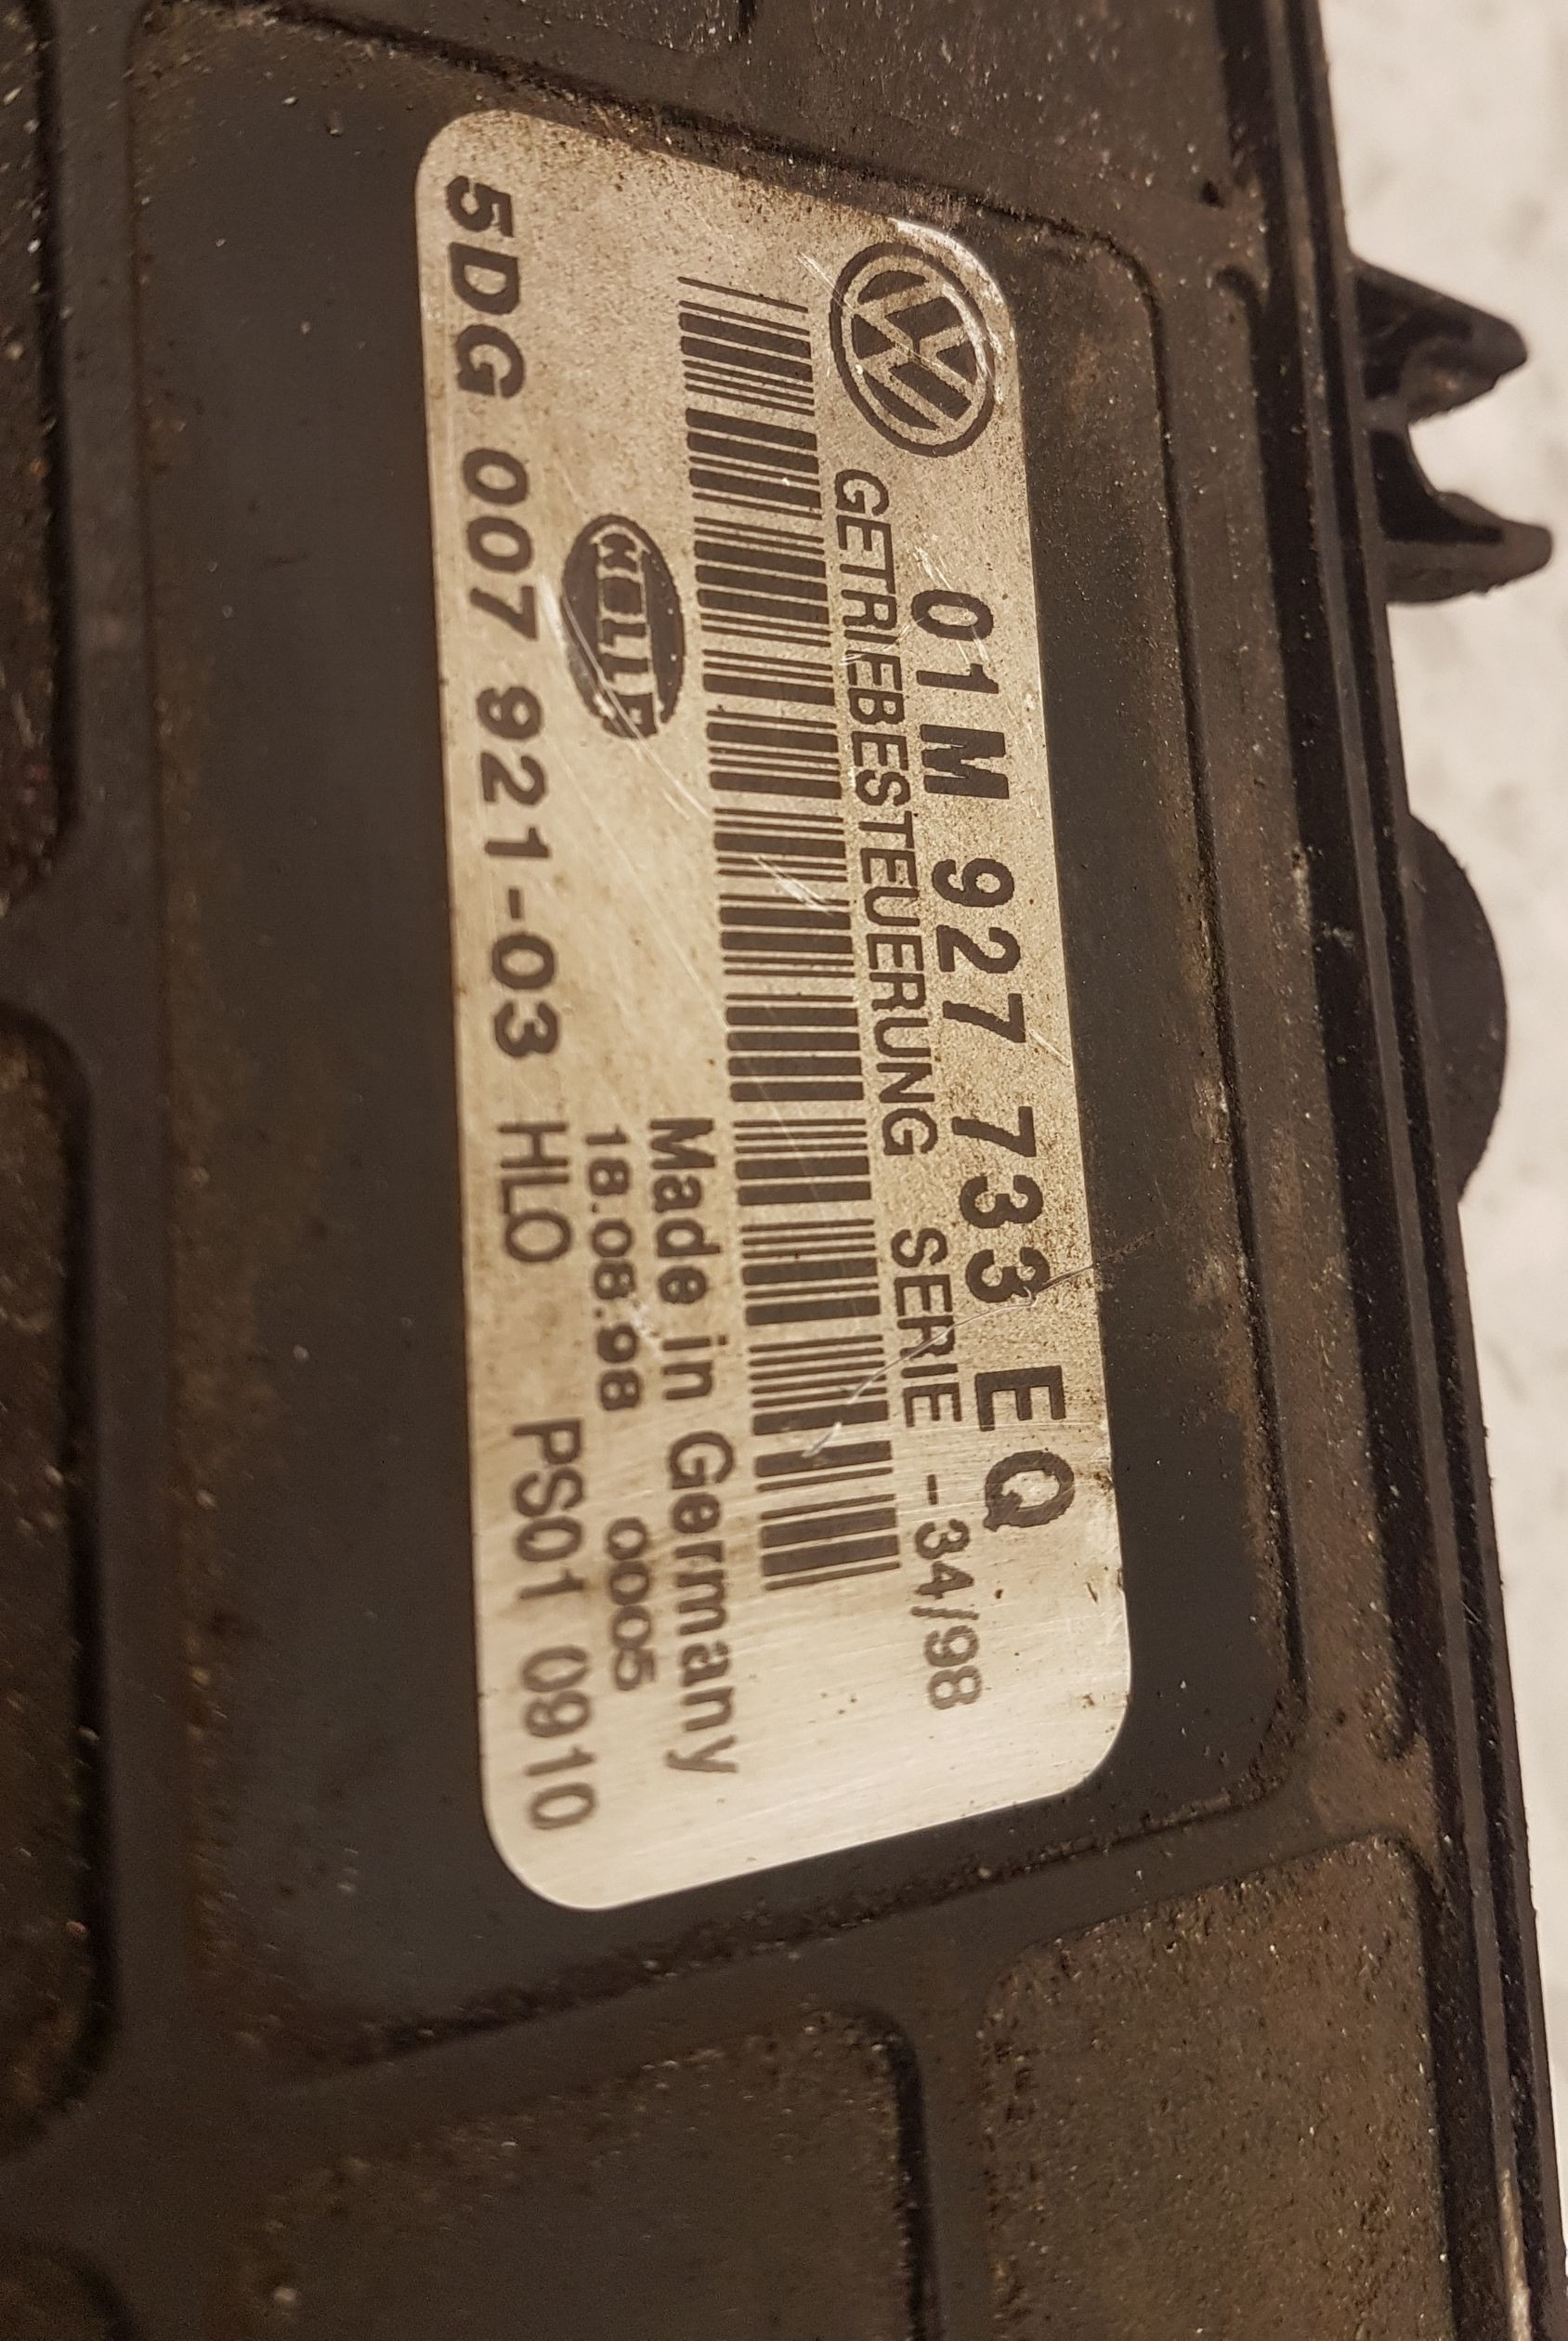 01M 927 733 EQ
GETRIEBESTEUERUNG SERIE -34/98
Made in Germany
HELLA
18.08.98 0005
5DG 007 921-03 HLO PS01 0910